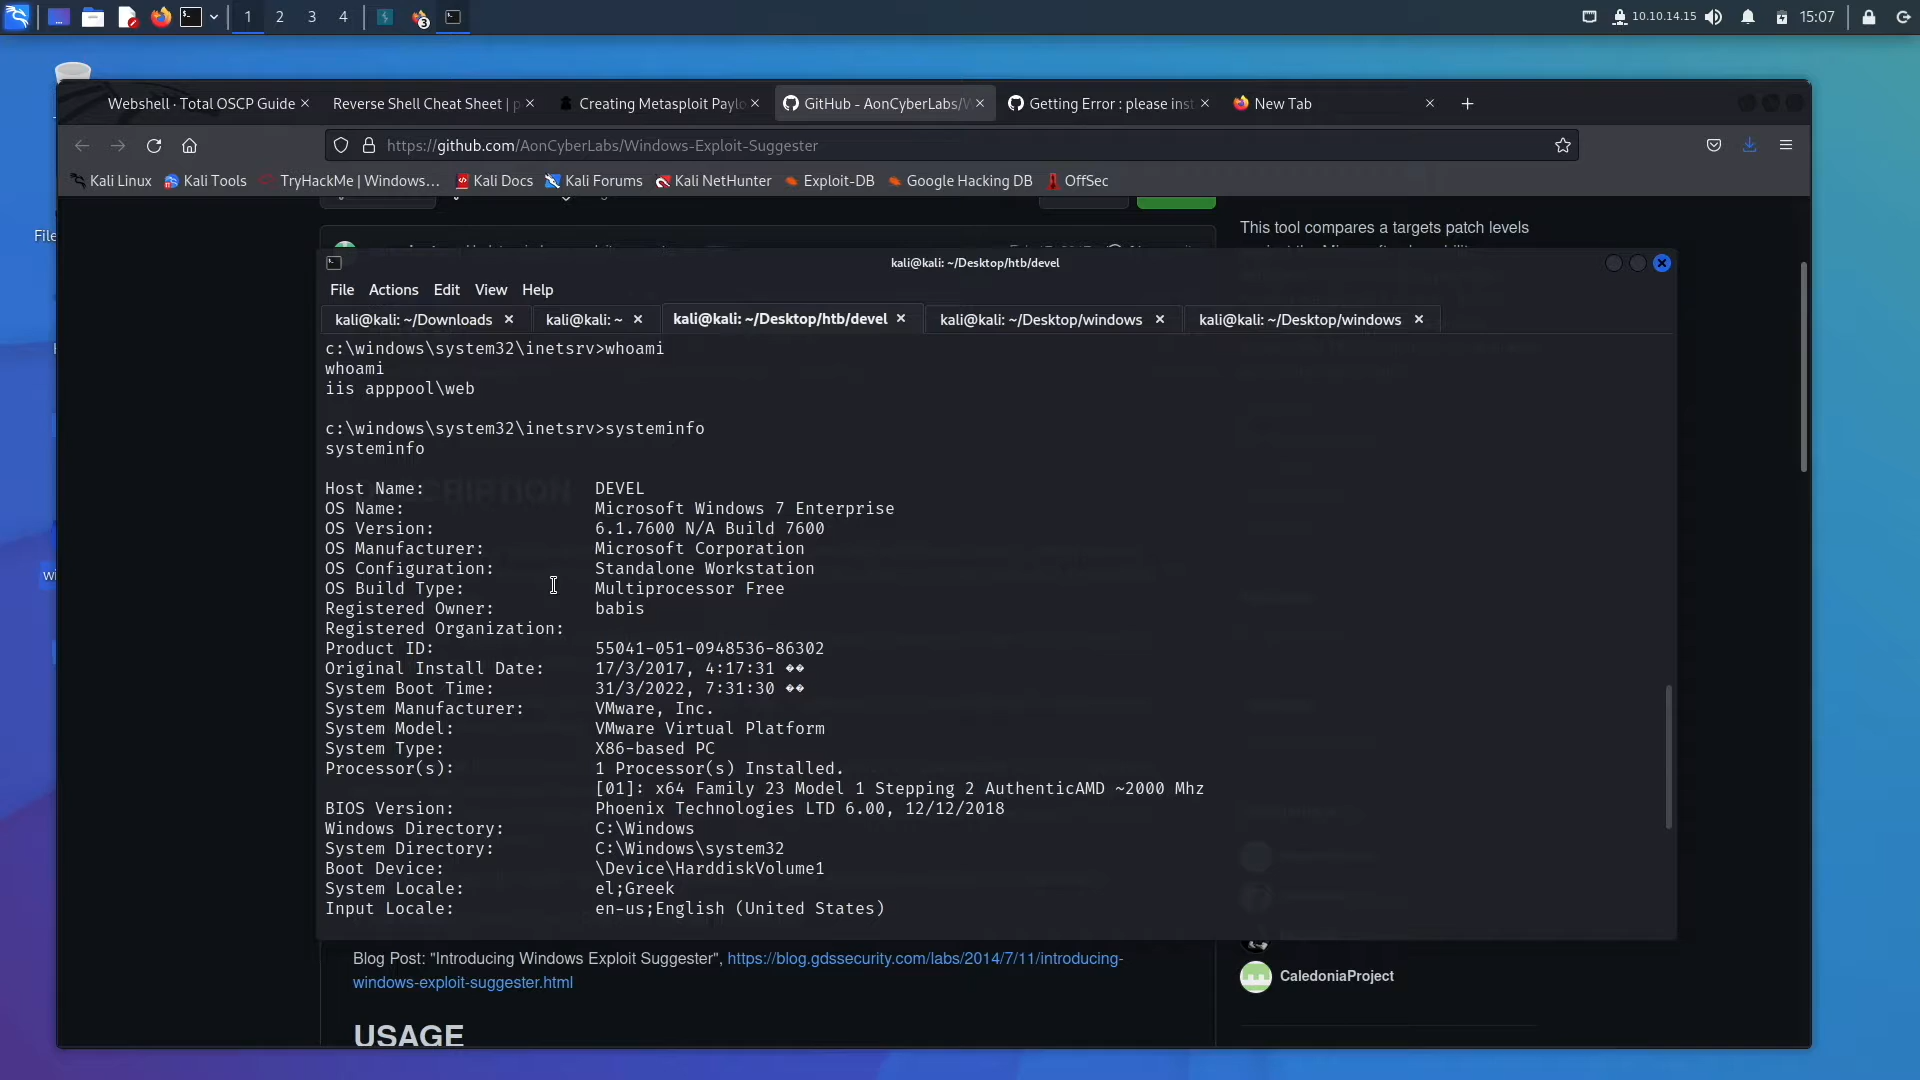 1
2
3
4
3
10.10.14.15
15:07
File
wi
Webshell · Total OSCP Guide
Reverse Shell Cheat Sheet | p
Creating Metasploit Paylo
GitHub - AonCyberLabs/W
Getting Error : please inst
New Tab
https://github.com/AonCyberLabs/Windows-Exploit-Suggester
Kali Linux
Kali Tools
TryHackMe | Windows...
Kali Docs
Kali Forums
Kali NetHunter
Exploit-DB
Google Hacking DB
OffSec
This tool compares a targets patch levels
kali@kali: ~/Desktop/htb/devel
File
Actions
Edit
View
Help
kali@kali: ~/Downloads
kali@kali: ~
kali@kali: ~/Desktop/htb/devel
kali@kali: ~/Desktop/windows
kali@kali: ~/Desktop/windows
c:\windows\system32\inetsrv>whoami
whoami
iis apppool\web
c:\windows\system32\inetsrv>systeminfo
systeminfo
Host Name: DEVEL
OS Name: Microsoft Windows 7 Enterprise
OS Version: 6.1.7600 N/A Build 7600
OS Manufacturer: Microsoft Corporation
OS Configuration: Standalone Workstation
OS Build Type: Multiprocessor Free
Registered Owner: babis
Registered Organization:
Product ID: 55041-051-0948536-86302
Original Install Date: 17/3/2017, 4:17:31 ��
System Boot Time: 31/3/2022, 7:31:30 ��
System Manufacturer: VMware, Inc.
System Model: VMware Virtual Platform
System Type: X86-based PC
Processor(s): 1 Processor(s) Installed.
[01]: x64 Family 23 Model 1 Stepping 2 AuthenticAMD ~2000 Mhz
BIOS Version: Phoenix Technologies LTD 6.00, 12/12/2018
Windows Directory: C:\Windows
System Directory: C:\Windows\system32
Boot Device: \Device\HarddiskVolume1
System Locale: el;Greek
Input Locale: en-us;English (United States)
Blog Post: "Introducing Windows Exploit Suggester", https://blog.gdssecurity.com/labs/2014/7/11/introducing-
windows-exploit-suggester.html
CaledoniaProject
USAGE